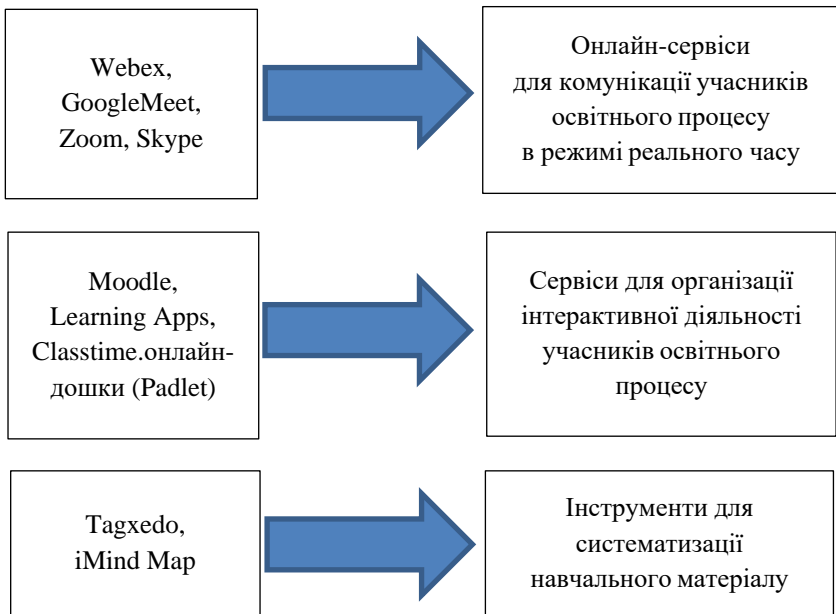 Webex,
GoogleMeet,
Zoom, Skype
Онлайн-сервіси
для комунікації учасників
освітнього процесу
в режимі реального часу
Moodle,
Learning Apps,
Classtime.онлайн-
дошки (Padlet)
Сервіси для організації
інтерактивної діяльності
учасників освітнього
процесу
Tagxedo,
iMind Map
Інструменти для
систематизації
навчального матеріалу